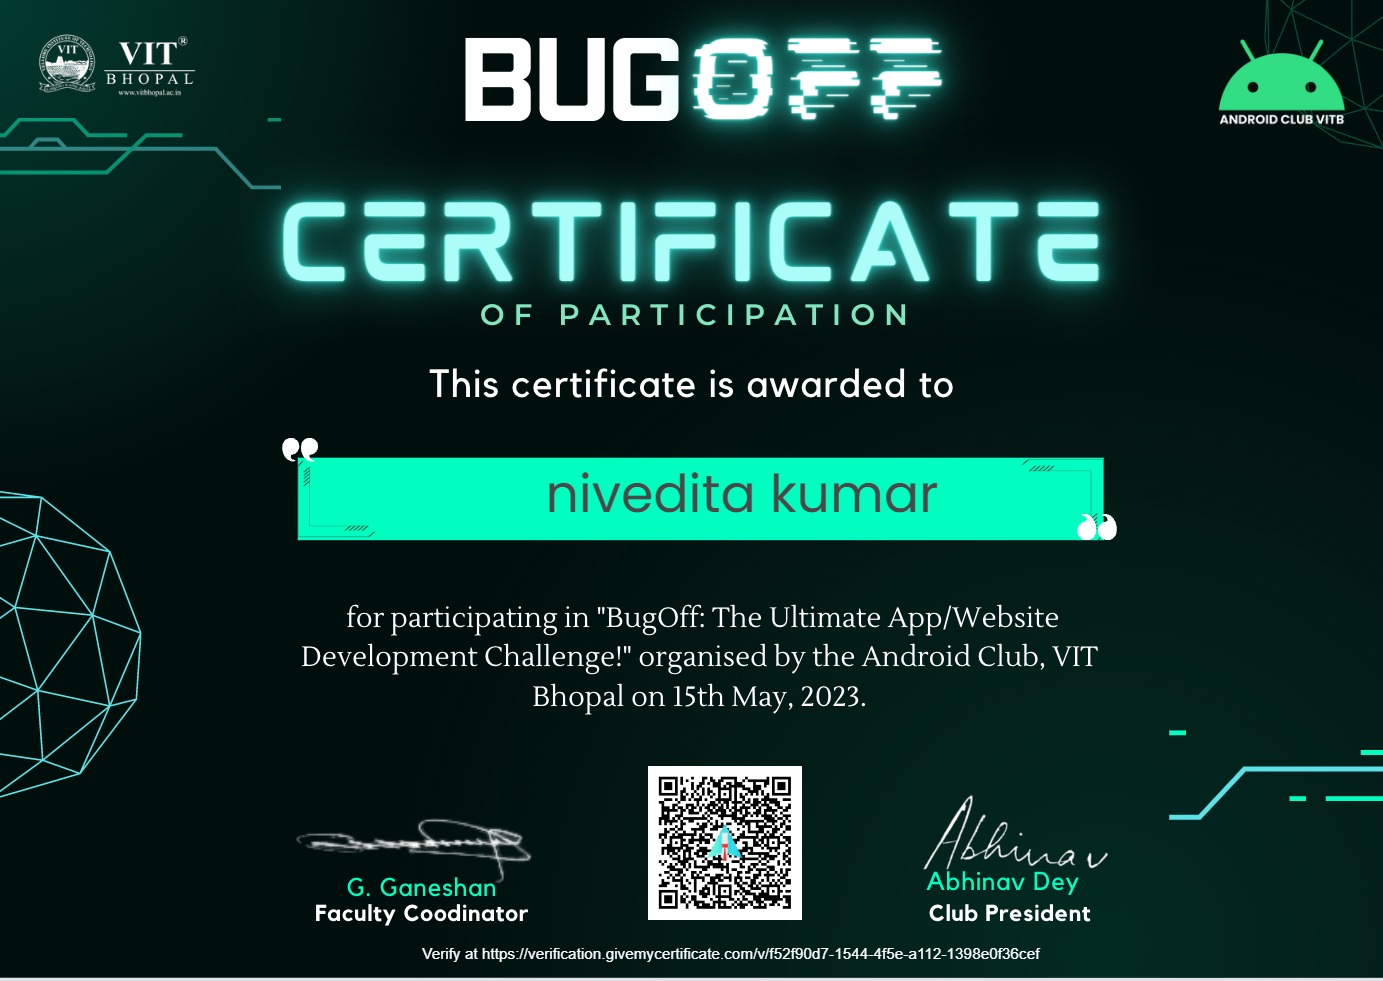 VIT®
BHOPAL
www.vitbhopal.ac.in
VIT
BUGOFF
ANDROID CLUB VITB
CERTIFICATE
OF PARTICIPATION
This certificate is awarded to
nivedita kumar
for participating in "BugOff: The Ultimate App/Website
Development Challenge!" organised by the Android Club, VIT
Bhopal on 15th May, 2023.
Abhinav
G. Ganeshan
Faculty Coodinator
Abhinav Dey
Club President
Verify at https://verification.givemycertificate.com/v/f52f90d7-1544-4f5e-a112-1398e0f36cef